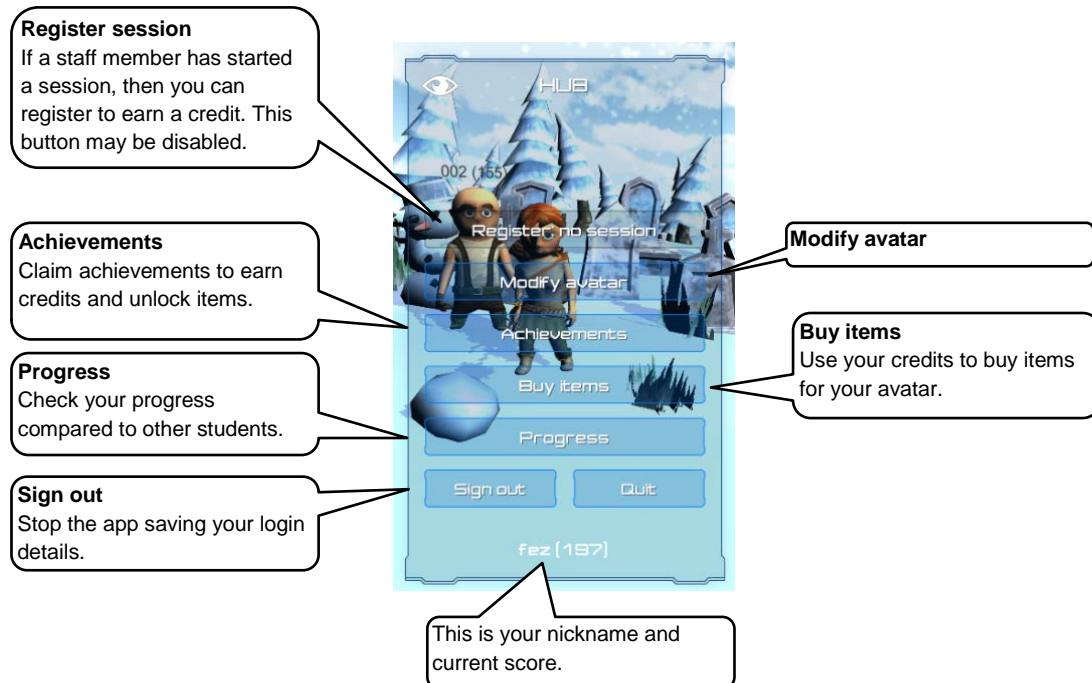 Register session
If a staff member has started
a session, then you can
register to earn a credit. This
button may be disabled.
Achievements
Claim achievements to earn
credits and unlock items.
Progress
Check your progress
compared to other students.
Sign out
Stop the app saving your login
details.
HUB
002 (155)
Register: no session
Modify avatar
Achievements
Buy items
Progress
Sign out
Quit
fez (197)
Modify avatar
Buy items
Use your credits to buy items
for your avatar.
This is your nickname and
current score.